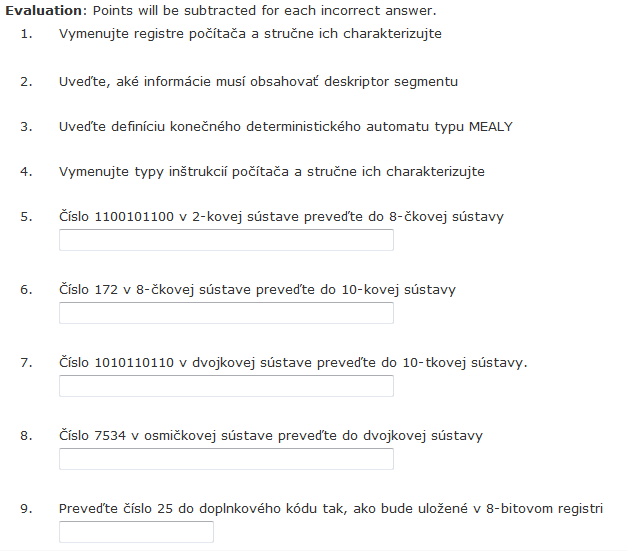 Evaluation: Points will be subtracted for each incorrect answer.
1. Vymenujte registre počítača a stručne ich charakterizujte
2. Uveďte, aké informácie musí obsahovať deskriptor segmentu
3. Uveďte definíciu konečného deterministického automatu typu MEALY
4. Vymenujte typy inštrukcií počítača a stručne ich charakterizujte
5. Číslo 1100101100 v 2-kovej sústave preveďte do 8-čkovej sústavy
6. Číslo 172 v 8-čkovej sústave preveďte do 10-kovej sústavy
7. Číslo 1010110110 v dvojkovej sústave preveďte do 10-tkovej sústavy.
8. Číslo 7534 v osmičkovej sústave preveďte do dvojkovej sústavy
9. Preveďte číslo 25 do doplnkového kódu tak, ako bude uložené v 8-bitovom registri